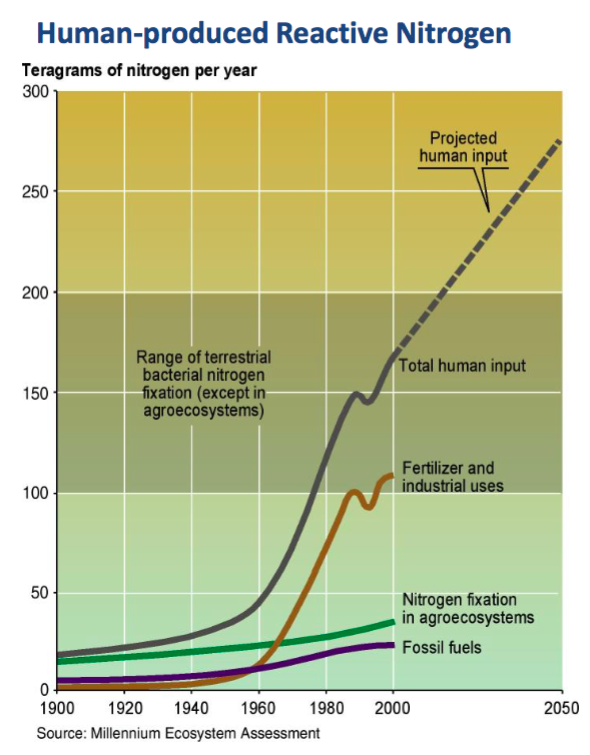 Human-produced Reactive Nitrogen
Teragrams of nitrogen per year
300
250
200
150
100
50
0
Projected
human input
Range of terrestrial
bacterial nitrogen
fixation (except in
agroecosystems)
Total human input
Fertilizer and
industrial uses
Nitrogen fixation
in agroecosystems
Fossil fuels
1900 1920 1940 1960 1980 2000 2050
Source: Millennium Ecosystem Assessment